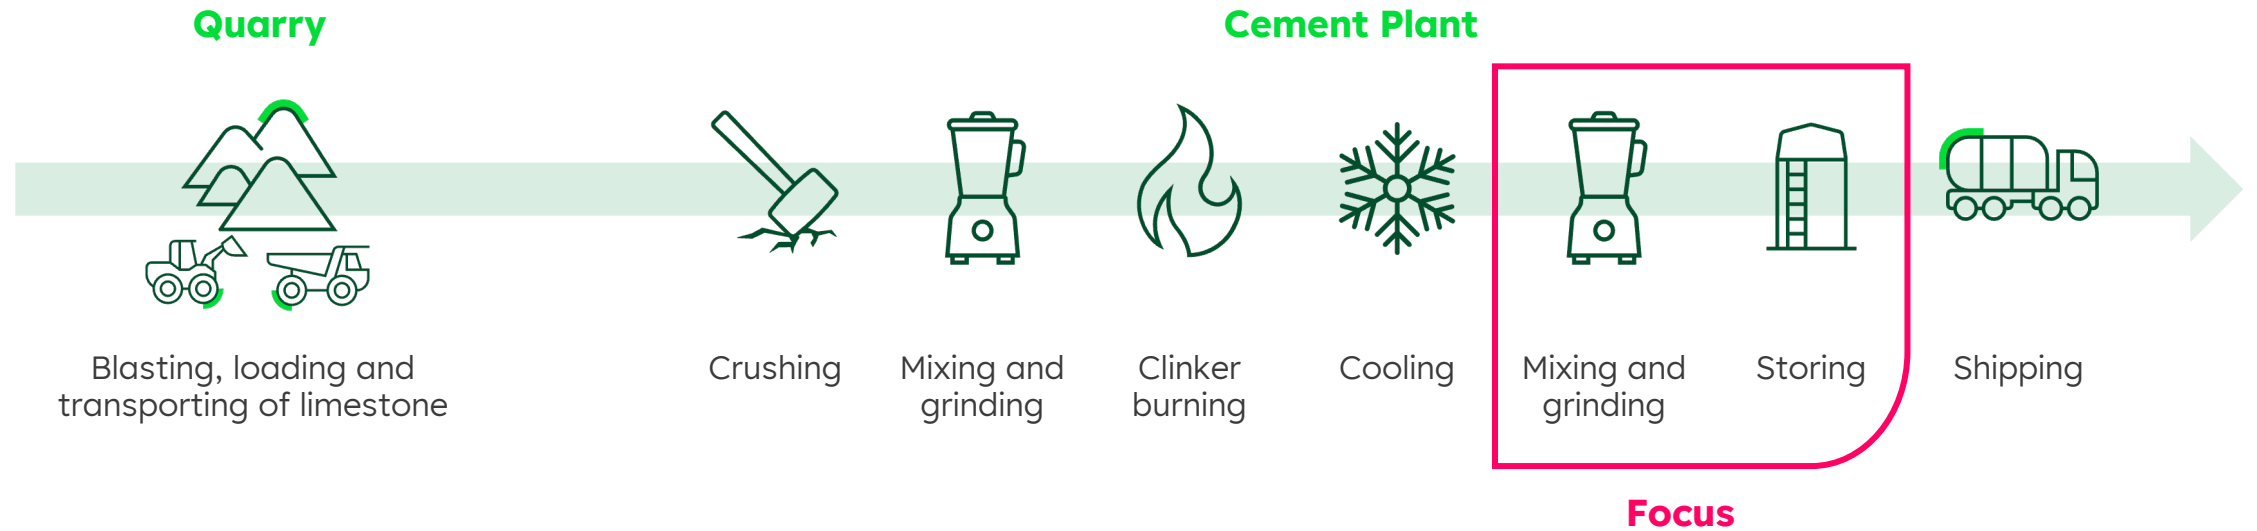 Quarry
Cement Plant
Blasting, loading and
transporting of limestone
Crushing
Mixing and
grinding
Clinker
burning
Cooling
Mixing and
grinding
Storing
Shipping
Focus